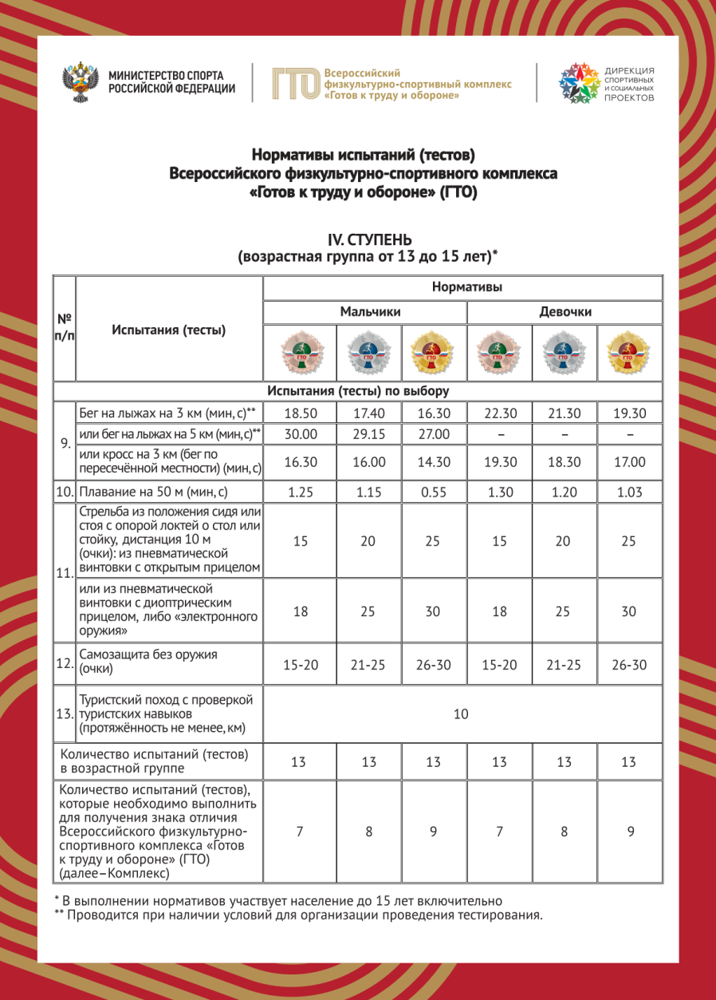 МИНИСТЕРСТВО СПОРТА
РОССИЙСКОЙ ФЕДЕРАЦИИ
ГТО
Всероссийский
физкультурно-спортивный комплекс
«Готов к труду и обороне»
ДИРЕКЦИЯ
СПОРТИВНЫХ
И СОЦИАЛЬНЫХ
ПРОЕКТОВ
Нормативы испытаний (тестов)
Всероссийского физкультурно-спортивного комплекса
«Готов к труду и обороне» (ГТО)
IV. СТУПЕНЬ
(возрастная группа от 13 до 15 лет)*
№
п/п
Испытания (тесты)
Нормативы
Мальчики Девочки
ГТО ГТО ГТО ГТО ГТО ГТО
Испытания (тесты) по выбору
9.
Бег на лыжах на 3 км (мин,с)** 18.50 17.40 16.30 22.30 21.30 19.30
или бег на лыжах на 5 км (мин,с)** 30.00 29.15 27.00 – – –
или кросс на 3 км (бег по
пересечённой местности) (мин,с) 16.30 16.00 14.30 19.30 18.30 17.00
10. Плавание на 50 м (мин,с) 1.25 1.15 0.55 1.30 1.20 1.03
11.
Стрельба из положения сидя или
стоя с опорой локтей о стол или
стойку, дистанция 10 м
(очки): из пневматической
винтовки с открытым прицелом
15 20 25 15 20 25
или из пневматической
винтовки с диоптрическим
прицелом, либо «электронного
оружия»
18 25 30 18 25 30
12. Самозащита без оружия
(очки) 15-20 21-25 26-30 15-20 21-25 26-30
13.
Туристский поход с проверкой
туристских навыков
(протяжённость не менее,км)
10
Количество испытаний (тестов)
в возрастной группе
13 13 13 13 13 13
Количество испытаний (тестов),
которые необходимо выполнить
для получения знака отличия
Всероссийского физкультурно-
спортивного комплекса «Готов
к труду и обороне» (ГТО)
(далее–Комплекс)
7 8 9 7 8 9
* В выполнении нормативов участвует население до 15 лет включительно
** Проводится при наличии условий для организации проведения тестирования.